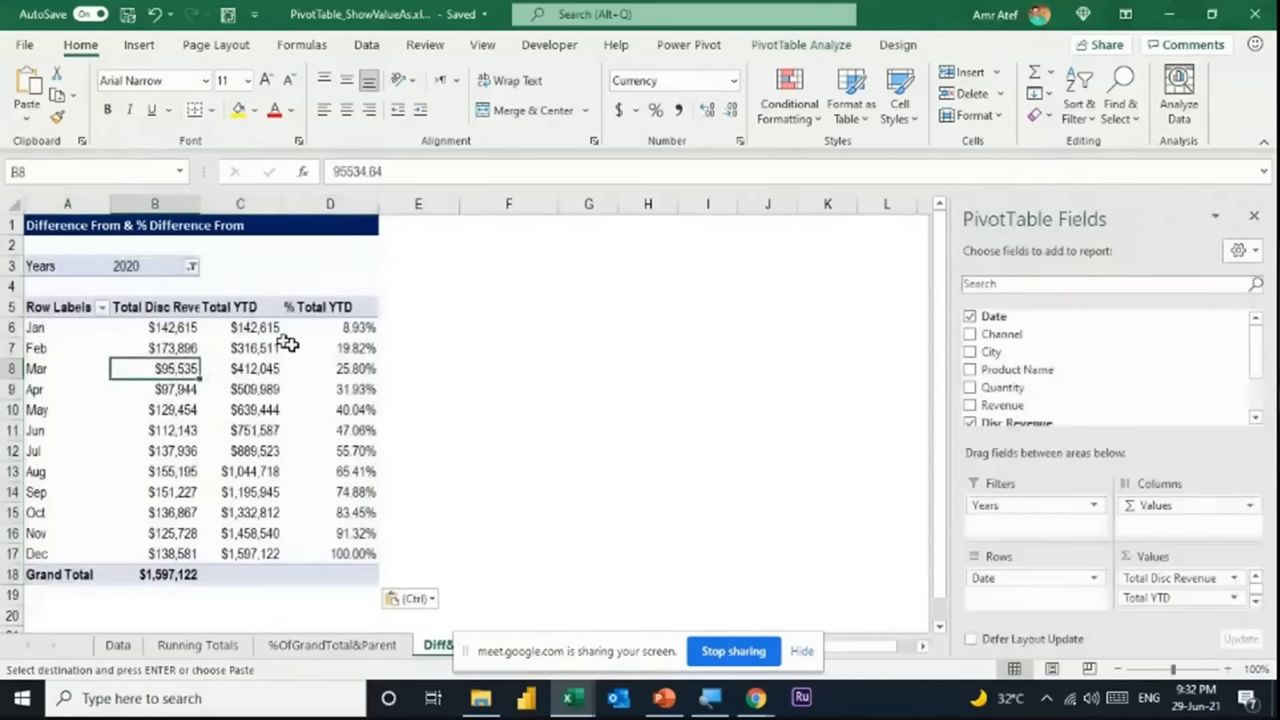 AutoSave On PivotTable_ShowValueAs.xl... - Saved Search (Alt+Q) Amr Atef
File Home Insert Page Layout Formulas Data Review View Developer Help Power Pivot PivotTable Analyze Design Share Comments
Paste Arial Narrow 11 Wrap Text Currency Conditional Formatting Format as Table Cell Styles Insert Sort & Filter Find & Select Analyze Data
B I U Merge & Center $ % Delete
Format
Clipboard Font Alignment Number Styles Cells Editing Analysis
B8 fx 95534.64
A B C D E F G H I J K L
1 Difference From & % Difference From
2
3 Years 2020
4
5 Row Labels Total Disc Reve Total YTD % Total YTD
6 Jan $142,615 $142,615 8.93%
7 Feb $173,896 $316,511 19.82%
8 Mar $95,535 $412,045 25.80%
9 Apr $97,944 $509,989 31.93%
10 May $129,454 $639,444 40.04%
11 Jun $112,143 $751,587 47.06%
12 Jul $137,936 $889,523 55.70%
13 Aug $155,195 $1,044,718 65.41%
14 Sep $151,227 $1,195,945 74.88%
15 Oct $136,867 $1,332,812 83.45%
16 Nov $125,728 $1,458,540 91.32%
17 Dec $138,581 $1,597,122 100.00%
18 Grand Total $1,597,122
19
20
(Ctrl)
PivotTable Fields
Choose fields to add to report:
Search
Date
Channel
City
Product Name
Quantity
Revenue
Disc Revenue
Drag fields between areas below:
Filters Columns
Years Σ Values
Rows Σ Values
Date Total Disc Revenue
Total YTD
Defer Layout Update Update
Data Running Totals %OfGrandTotal&Parent Diff&
meet.google.com is sharing your screen. Stop sharing Hide
Select destination and press ENTER or choose Paste 100%
Type here to search Ru 32°C ENG 9:32 PM
29-Jun-21 7